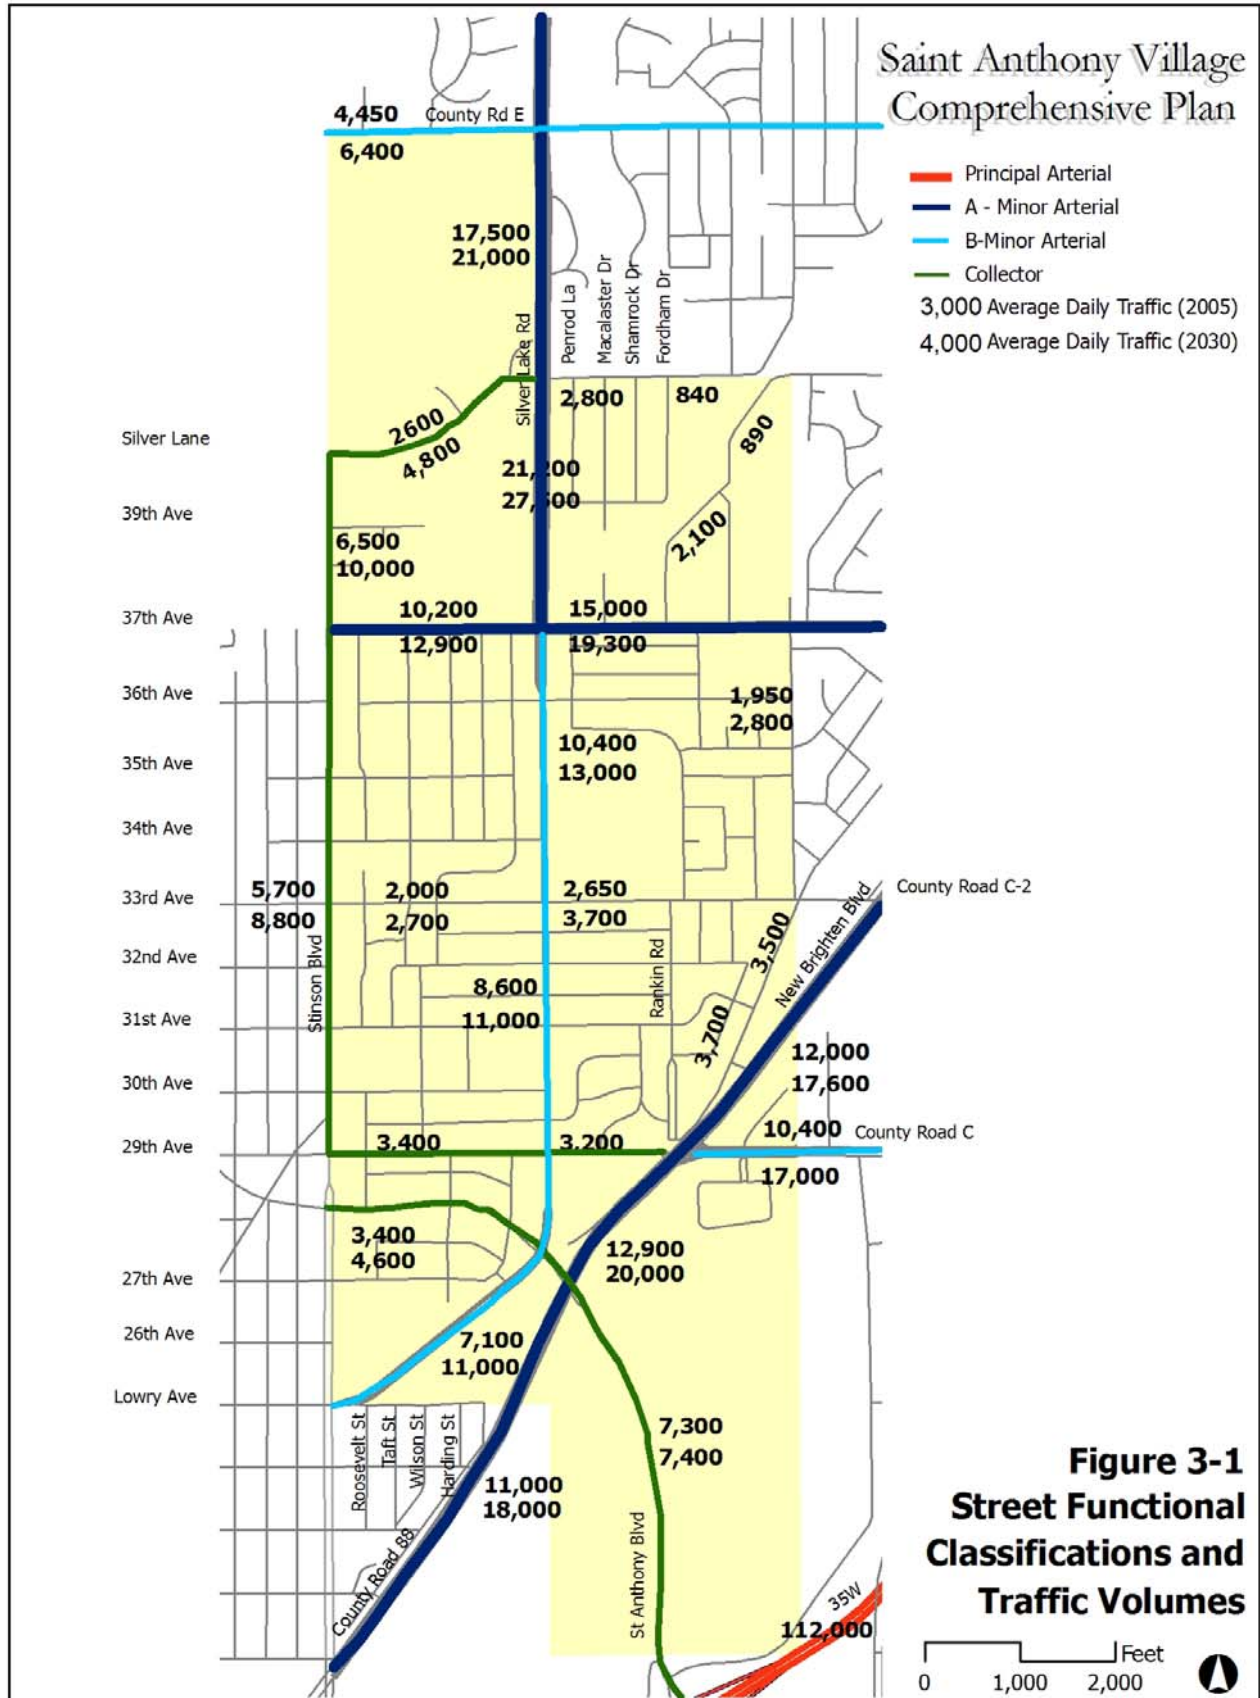 Saint Anthony Village
Comprehensive Plan
Principal Arterial
A - Minor Arterial
B-Minor Arterial
Collector
3,000 Average Daily Traffic (2005)
4,000 Average Daily Traffic (2030)
4,450
County Rd E
6,400
17,500
21,000
Silver Lake Rd
Penrod La
Macalaster Dr
Shamrock Dr
Fordham Dr
2,800
840
890
2600
4,800
Silver Lane
21,200
27,500
39th Ave
6,500
10,000
2,100
37th Ave
10,200
15,000
12,900
19,300
36th Ave
1,950
2,800
10,400
13,000
35th Ave
34th Ave
33rd Ave
5,700
8,800
2,000
2,700
2,650
3,700
County Road C-2
3,500
New Brighten Blvd
32nd Ave
Stinson Blvd
Rankin Rd
8,600
11,000
31st Ave
3,700
12,000
17,600
30th Ave
29th Ave
3,400
3,200
10,400
County Road C
17,000
3,400
4,600
12,900
20,000
27th Ave
26th Ave
7,100
11,000
Lowry Ave
Roosevelt St
Taft St
Wilson St
Harding St
7,300
7,400
11,000
18,000
County Road 88
St Anthony Blvd
35W
112,000
Figure 3-1
Street Functional
Classifications and
Traffic Volumes
Feet
0 1,000 2,000